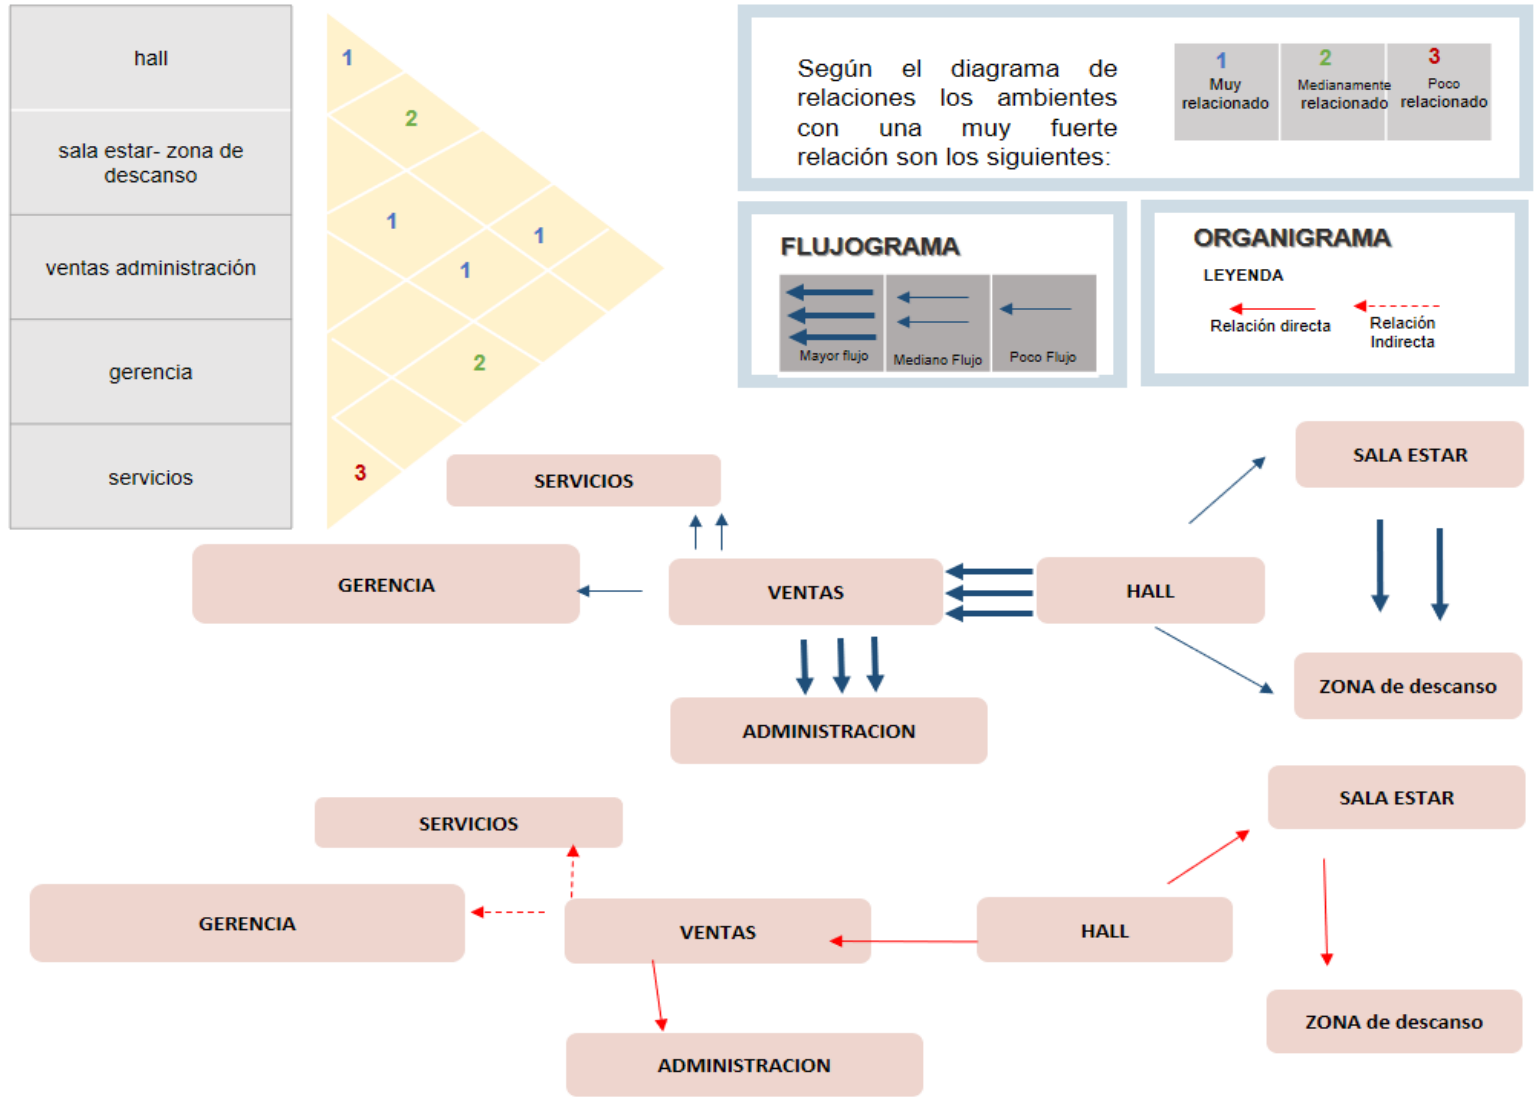 hall
sala estar- zona de
descanso
ventas administración
gerencia
servicios
1
2
1
1
1
2
3
Según el diagrama de
relaciones los ambientes
con una muy fuerte
relación son los siguientes:
1
Muy
relacionado
2
Medianamente
relacionado
3
Poco
relacionado
FLUJOGRAMA
Mayor flujo
Mediano Flujo
Poco Flujo
ORGANIGRAMA
LEYENDA
Relación directa
Relación
Indirecta
SALA ESTAR
SERVICIOS
GERENCIA
VENTAS
HALL
ZONA de descanso
ADMINISTRACION
SALA ESTAR
SERVICIOS
GERENCIA
VENTAS
HALL
ZONA de descanso
ADMINISTRACION